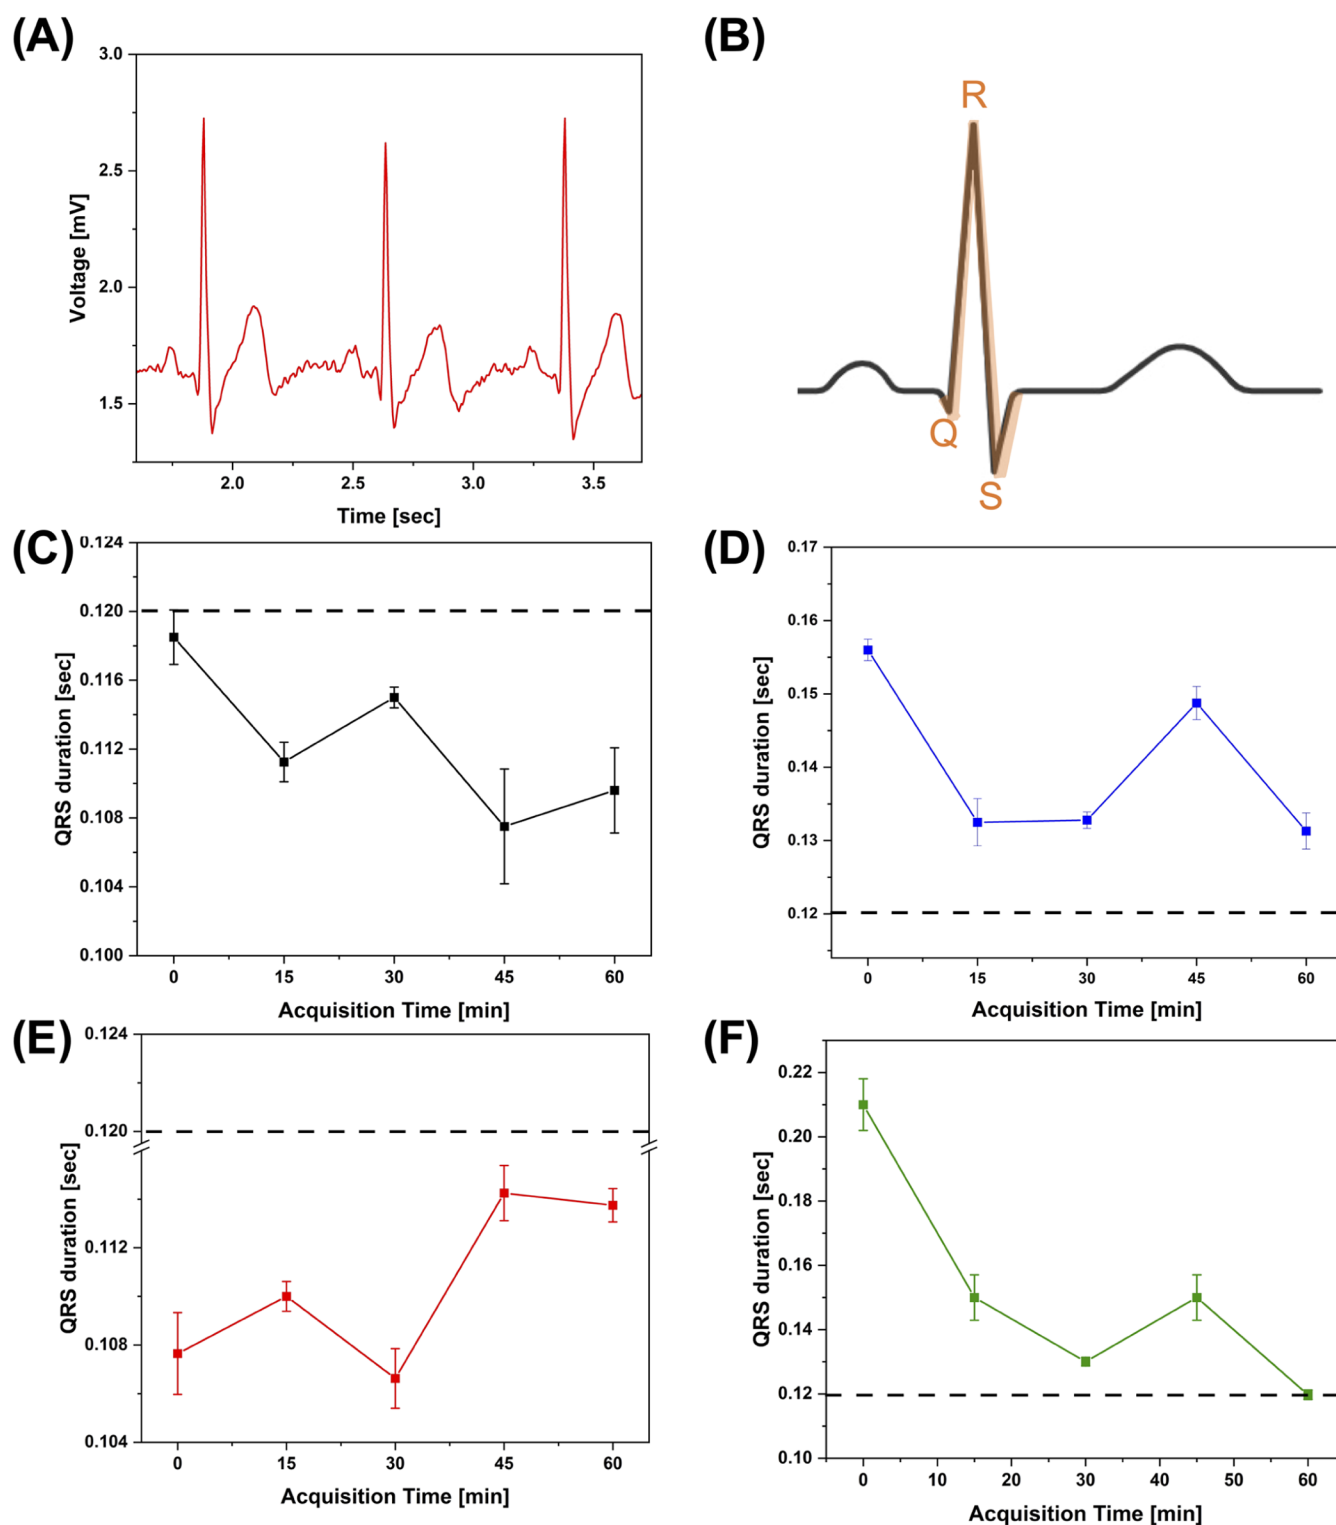 (A)
3.0
2.5
2.0
1.5
Voltage [mV]
2.0 2.5 3.0 3.5
Time [sec]
(B)
R
Q
S
(C)
0.124
0.120
0.116
0.112
0.108
0.104
0.100
QRS duration [sec]
0 15 30 45 60
Acquisition Time [min]
(D)
0.17
0.16
0.15
0.14
0.13
0.12
QRS duration [sec]
0 15 30 45 60
Acquisition Time [min]
(E)
0.124
0.120
0.112
0.108
0.104
QRS duration [sec]
0 15 30 45 60
Acquisition Time [min]
(F)
0.22
0.20
0.18
0.16
0.14
0.12
0.10
QRS duration [sec]
0 10 20 30 40 50 60
Acquisition Time [min]